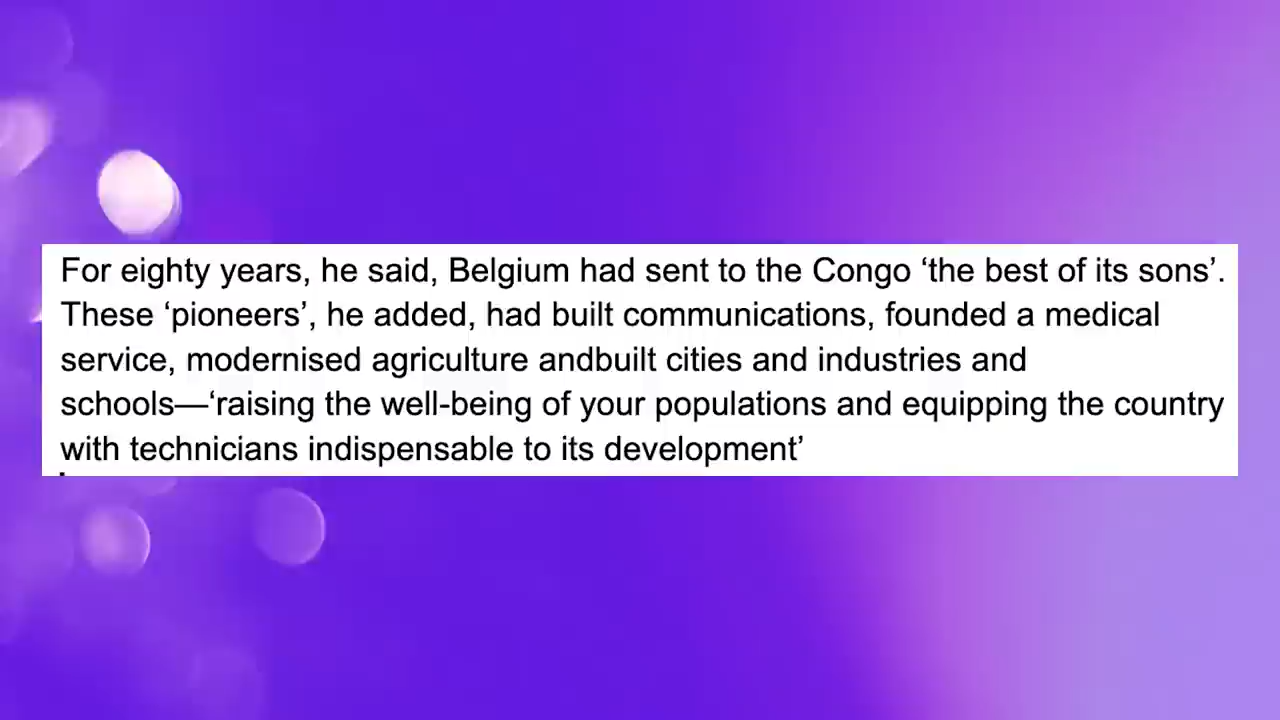 For eighty years, he said, Belgium had sent to the Congo ‘the best of its sons’.
These ‘pioneers’, he added, had built communications, founded a medical
service, modernised agriculture andbuilt cities and industries and
schools—‘raising the well-being of your populations and equipping the country
with technicians indispensable to its development’